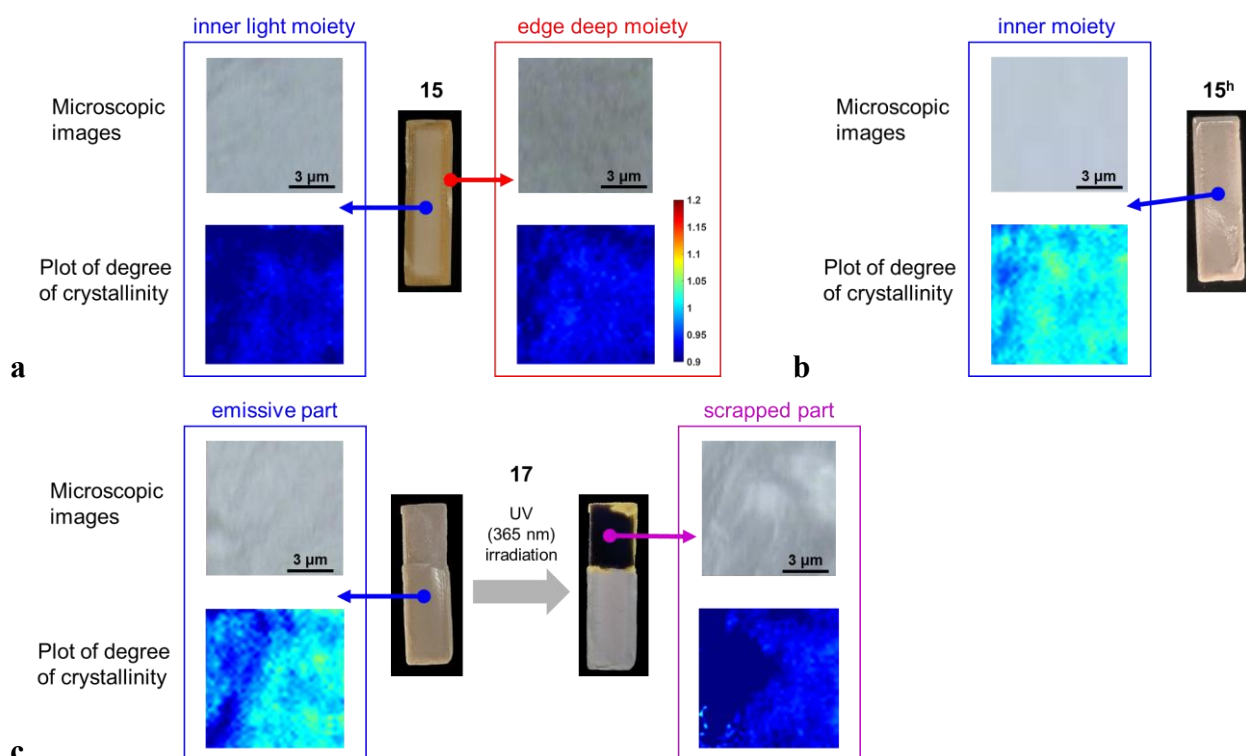 inner light moiety
edge deep moiety
inner moiety
Microscopic
images
15
3 μm
3 μm
Microscopic
images
15ʰ
3 μm
Plot of degree
of crystallinity
1.2
1.15
1.1
1.05
1
0.95
0.9
Plot of degree
of crystallinity
a
b
emissive part
scrapped part
Microscopic
images
3 μm
17
UV
(365 nm)
irradiation
3 μm
Plot of degree
of crystallinity
c